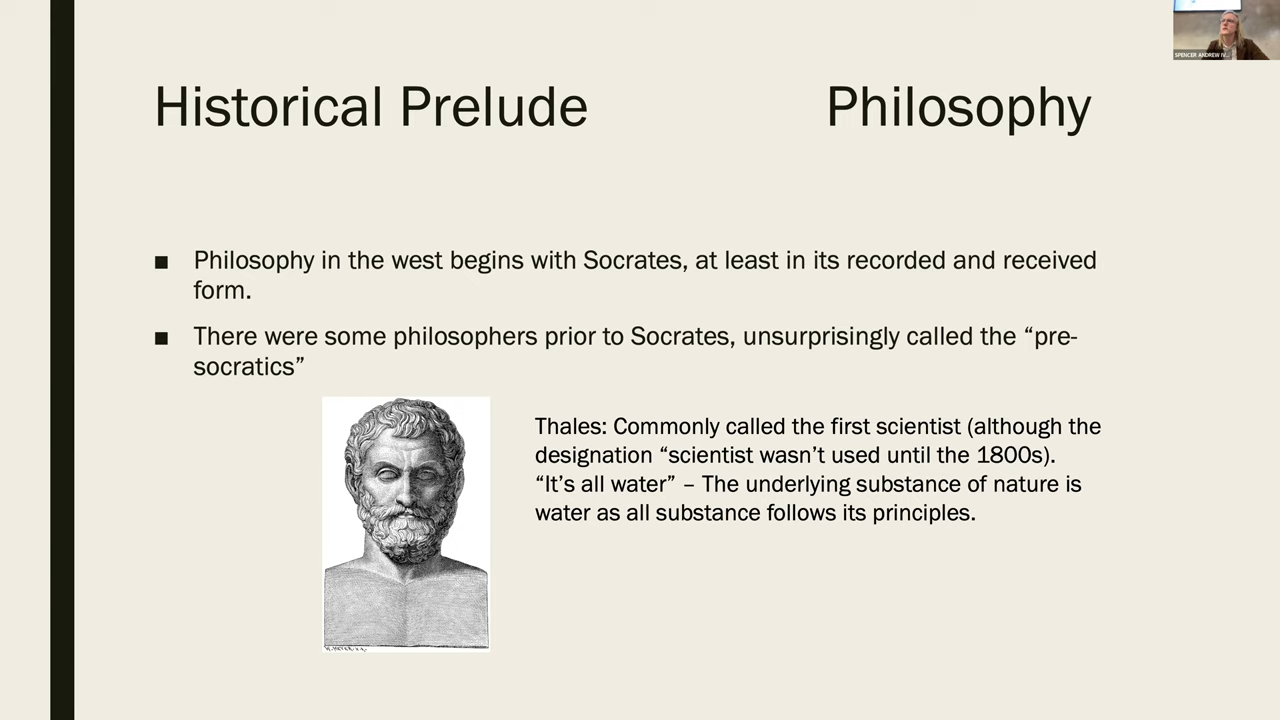 Historical Prelude Philosophy
SPENCER ANDREW IV...
■ Philosophy in the west begins with Socrates, at least in its recorded and received
form.
■ There were some philosophers prior to Socrates, unsurprisingly called the “pre-
socratics”
Thales: Commonly called the first scientist (although the
designation “scientist wasn’t used until the 1800s).
“It’s all water” – The underlying substance of nature is
water as all substance follows its principles.